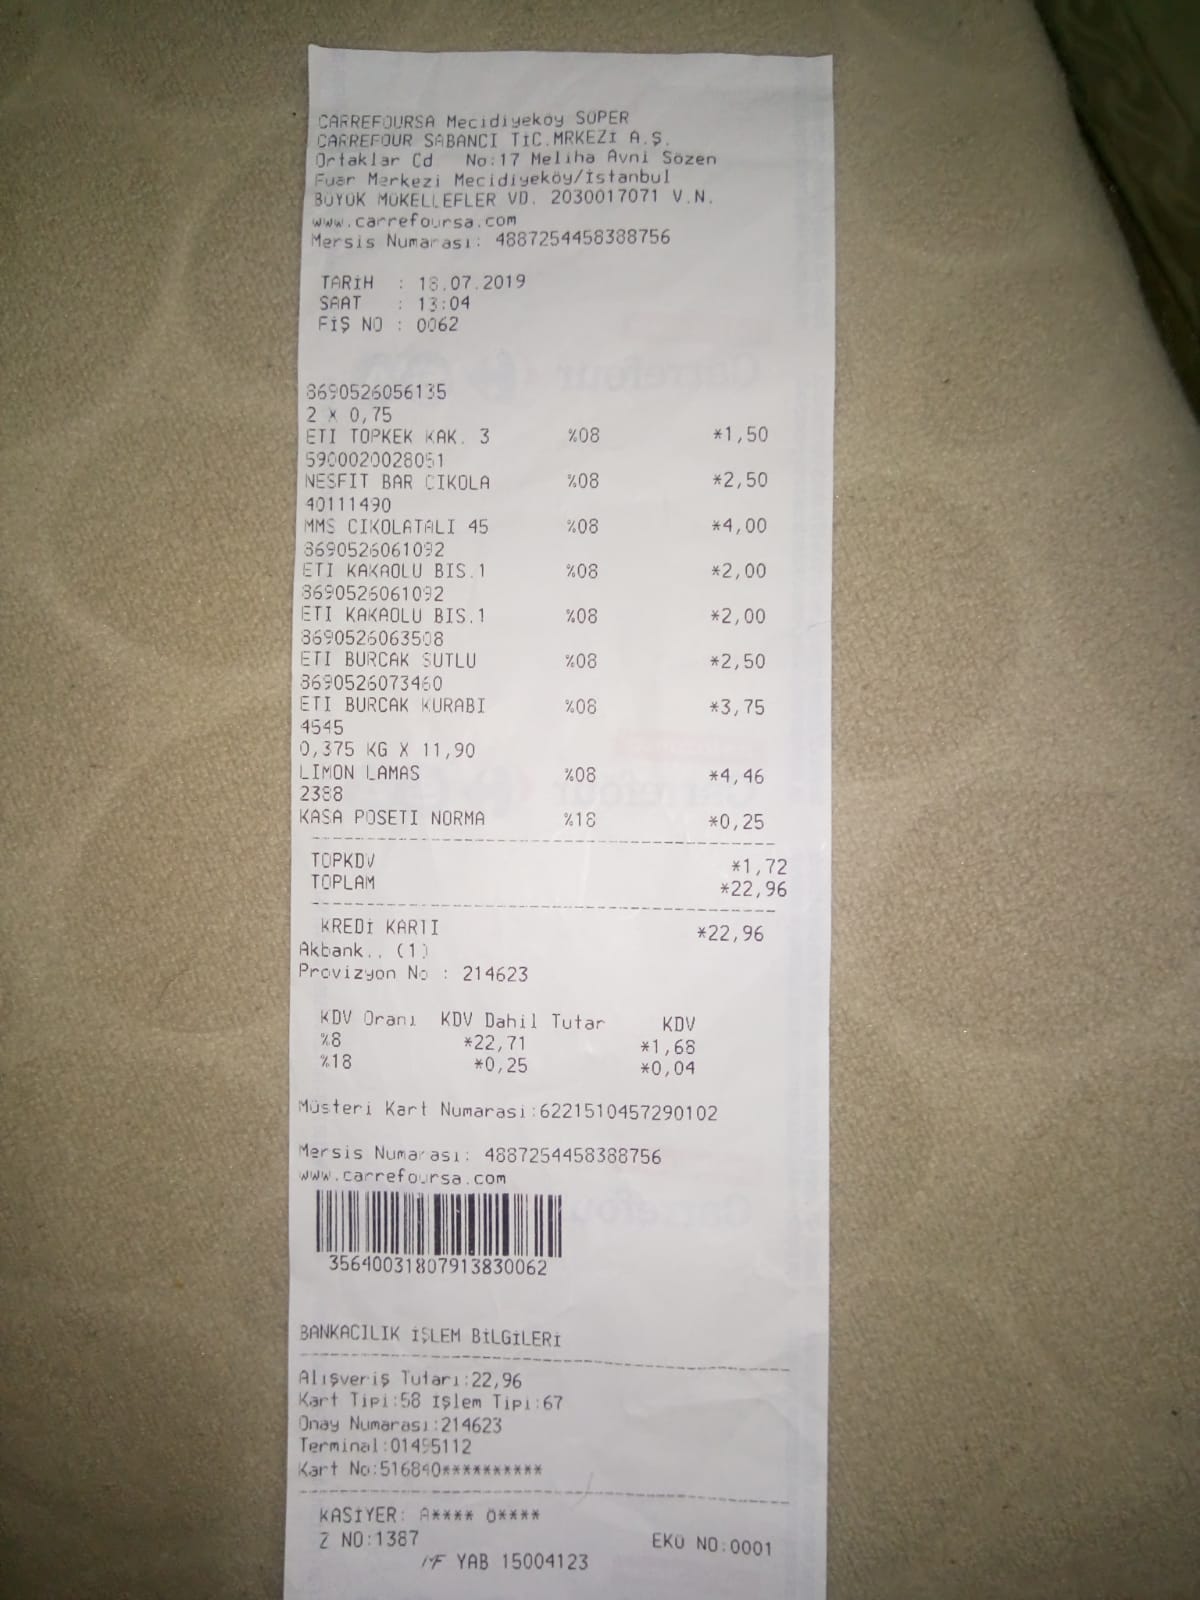 CARREFOURSA Mecidiyeköy SÜPER
CARREFOUR SABANCI TİC.MRKEZİ A.Ş.
Ortaklar Cd No:17 Meliha Avni Sözen
Fuar Merkezi Mecidiyeköy/İstanbul
BÜYÜK MÜKELLEFLER VD. 2030017071 V.N.
www.carrefoursa.com
Mersis Numarası: 4887254458388756
TARİH : 18.07.2019
SAAT : 13:04
FİŞ NO : 0062
8690526056135
2 X 0,75
ETI TOPKEK KAK. 3 %08 *1,50
5900020028051
NESFIT BAR CIKOLA %08 *2,50
40111490
MMS CIKOLATALI 45 %08 *4,00
8690526061092
ETI KAKAOLU BIS.1 %08 *2,00
8690526061092
ETI KAKAOLU BIS.1 %08 *2,00
8690526063508
ETI BURCAK SUTLU %08 *2,50
8690526073460
ETI BURCAK KURABI %08 *3,75
4545
0,375 KG X 11,90
LIMON LAMAS %08 *4,46
2388
KASA POSETI NORMA %18 *0,25
TOPKDV *1,72
TOPLAM *22,96
KREDİ KARTI *22,96
Akbank.. (1)
Provizyon No : 214623
KDV Oranı KDV Dahil Tutar KDV
%8 *22,71 *1,68
%18 *0,25 *0,04
Müsteri Kart Numarası:6221510457290102
Mersis Numarası: 4887254458388756
www.carrefoursa.com
35640031807913830062
BANKACILIK İŞLEM BİLGİLERİ
Alışveriş Tutarı:22,96
Kart Tipi:58 İşlem Tipi:67
Onay Numarası:214623
Terminal:01495112
Kart No:516840**********
KASİYER: A**** Ö****
Z NO:1387 EKÜ NO:0001
MF YAB 15004123